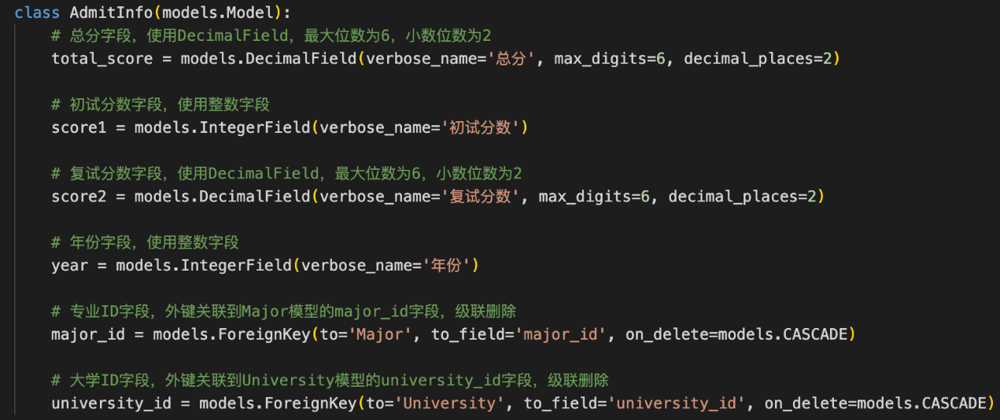 class AdmitInfo(models.Model):
# 总分字段，使用DecimalField，最大位数为6，小数位数为2
total_score = models.DecimalField(verbose_name='总分', max_digits=6, decimal_places=2)
# 初试分数字段，使用整数字段
score1 = models.IntegerField(verbose_name='初试分数')
# 复试分数字段，使用DecimalField，最大位数为6，小数位数为2
score2 = models.DecimalField(verbose_name='复试分数', max_digits=6, decimal_places=2)
# 年份字段，使用整数字段
year = models.IntegerField(verbose_name='年份')
# 专业ID字段，外键关联到Major模型的major_id字段，级联删除
major_id = models.ForeignKey(to='Major', to_field='major_id', on_delete=models.CASCADE)
# 大学ID字段，外键关联到University模型的university_id字段，级联删除
university_id = models.ForeignKey(to='University', to_field='university_id', on_delete=models.CASCADE)